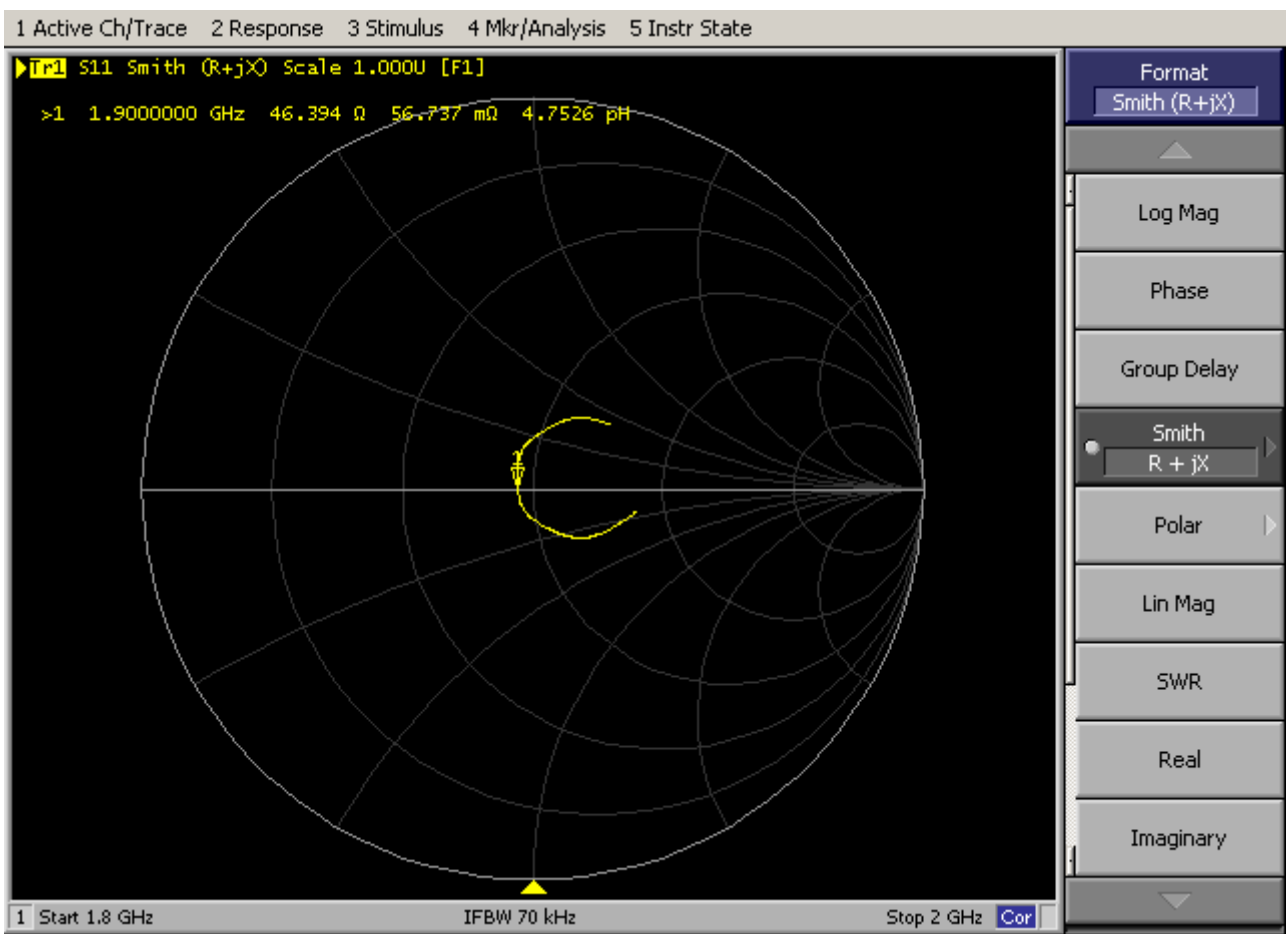 1 Active Ch/Trace 2 Response 3 Stimulus 4 Mkr/Analysis 5 Instr State
Tr1 S11 Smith (R+jX) Scale 1.000U [F1]
>1 1.9000000 GHz 46.394 Ω 56.737 mΩ 4.7526 pH
1
Format
Smith (R+jX)
Log Mag
Phase
Group Delay
Smith
R + jX
Polar
Lin Mag
SWR
Real
Imaginary
1 Start 1.8 GHz IFBW 70 kHz Stop 2 GHz Cor